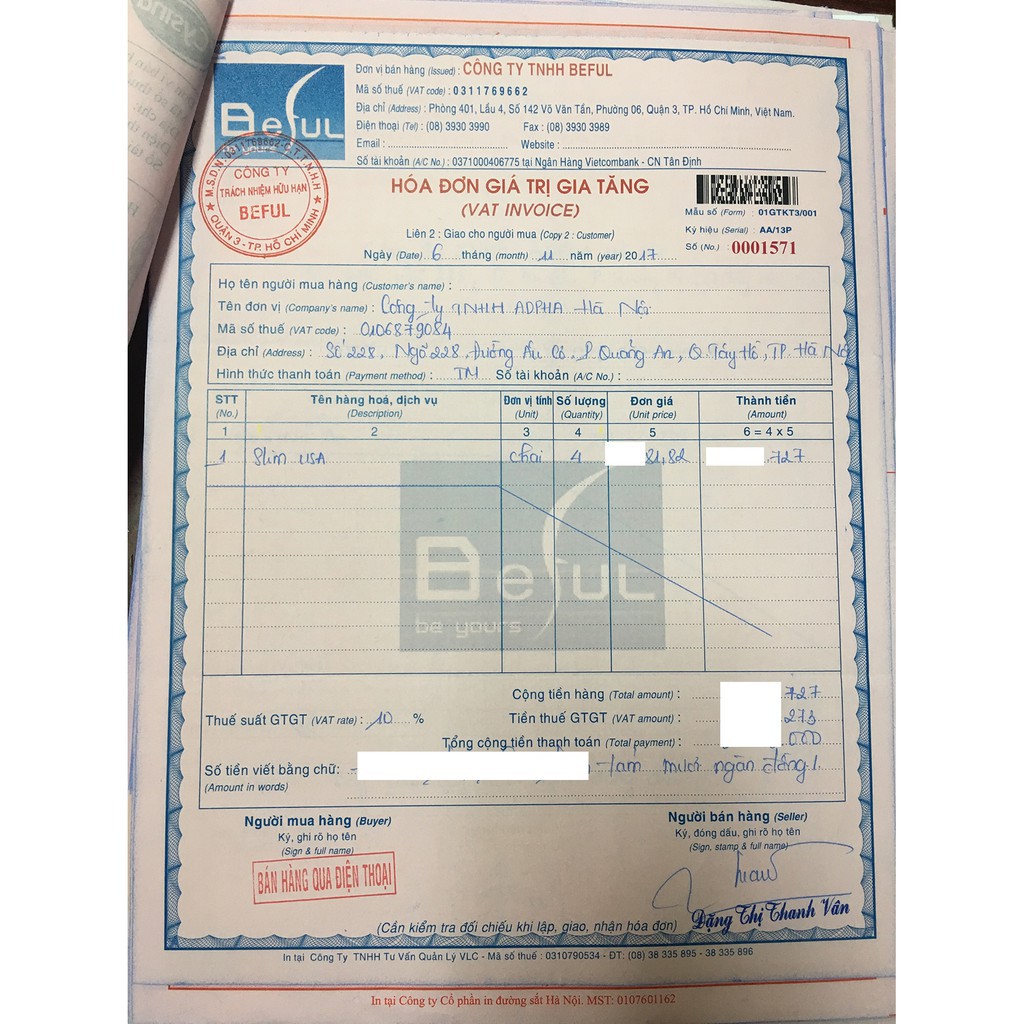 BeFUL
be yours
Đơn vị bán hàng (Issued) : CÔNG TY TNHH BEFUL
Mã số thuế (VAT code) : 0311769662
Địa chỉ (Address) : Phòng 401, Lầu 4, Số 142 Võ Văn Tần, Phường 06, Quận 3, TP. Hồ Chí Minh, Việt Nam.
Điện thoại (Tel) : (08) 3930 3990 Fax : (08) 3930 3989
Email : Website :
Số tài khoản (A/C No.) : 0371000406775 tại Ngân Hàng Vietcombank - CN Tân Định
M.S.D.N: 0311769662-C.T.T.N.H.H
CÔNG TY
TRÁCH NHIỆM HỮU HẠN
BEFUL
QUẬN 3 - TP. HỒ CHÍ MINH
HÓA ĐƠN GIÁ TRỊ GIA TĂNG
(VAT INVOICE)
Liên 2 : Giao cho người mua (Copy 2 : Customer)
Ngày (Date) 6 tháng (month) 11 năm (year) 2017
Mẫu số (Form) : 01GTKT3/001
Ký hiệu (Serial) : AA/13P
Số (No.) : 0001571
Họ tên người mua hàng (Customer's name) :
Tên đơn vị (Company's name) : Công ty TNHH ADPHA Hà Nội
Mã số thuế (VAT code) : 0106879084
Địa chỉ (Address) : Số 228, Ngõ 228 Đường Âu Cơ, P. Quảng An, Q. Tây Hồ, TP. Hà Nội
Hình thức thanh toán (Payment method) : TM Số tài khoản (A/C No.) :
STT Tên hàng hoá, dịch vụ Đơn vị tính Số lượng Đơn giá Thành tiền
(No.) (Description) (Unit) (Quantity) (Unit price) (Amount)
1 2 3 4 5 6 = 4 x 5
1 Slim USA chai 4 81,82 .727
BeFUL
be yours
Cộng tiền hàng (Total amount) : .727
Thuế suất GTGT (VAT rate) : 10 % Tiền thuế GTGT (VAT amount) : .273
Tổng cộng tiền thanh toán (Total payment) : .000
Số tiền viết bằng chữ: tám mươi ngàn đồng./.
(Amount in words)
Người mua hàng (Buyer) Người bán hàng (Seller)
Ký, ghi rõ họ tên Ký, đóng dấu, ghi rõ họ tên
(Sign & full name) (Sign, stamp & full name)
BÁN HÀNG QUA ĐIỆN THOẠI
Đặng Thị Thanh Vân
(Cần kiểm tra đối chiếu khi lập, giao, nhận hóa đơn)
In tại Công Ty TNHH Tư Vấn Quản Lý VLC - Mã số thuế : 0310790534 - ĐT: (08) 38 335 895 - 38 335 896
In tại Công ty Cổ phần in đường sắt Hà Nội. MST: 0107601162